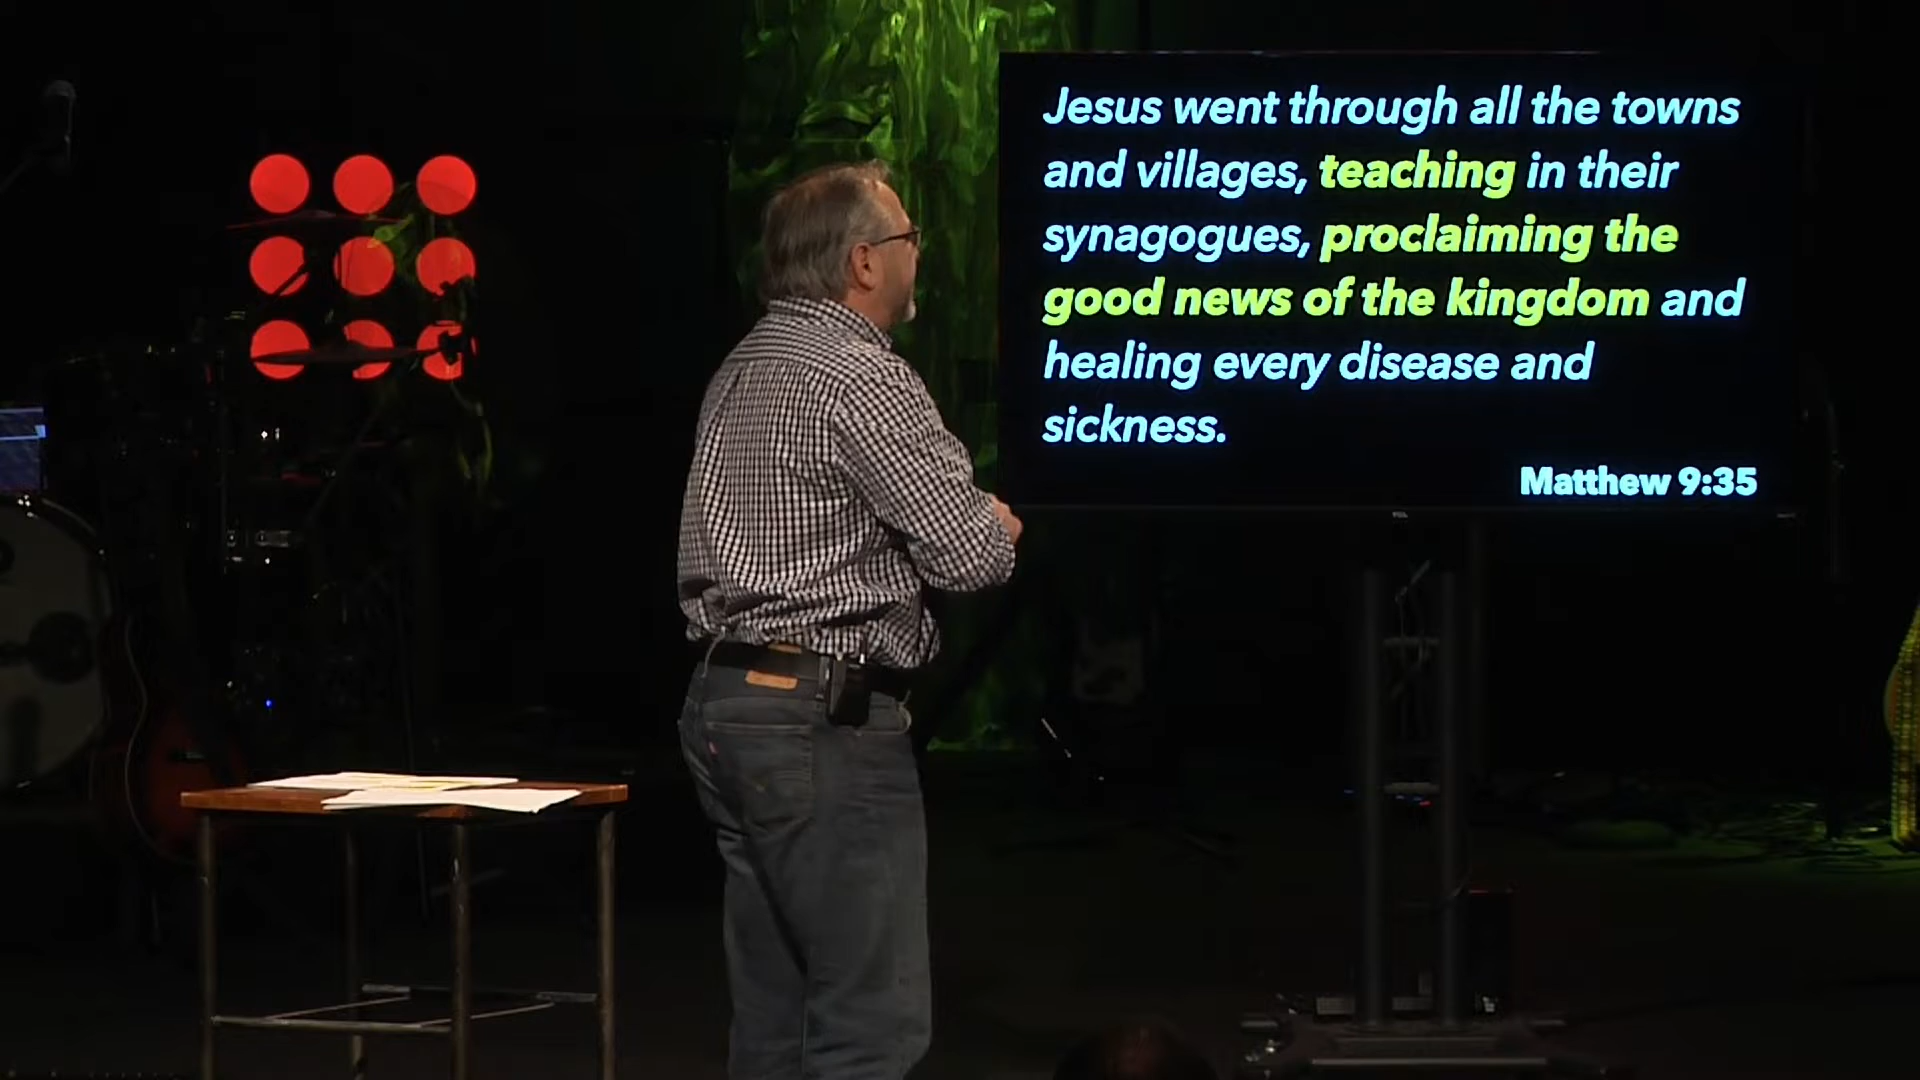 Jesus went through all the towns
and villages, teaching in their
synagogues, proclaiming the
good news of the kingdom and
healing every disease and
sickness.
Matthew 9:35
TCL